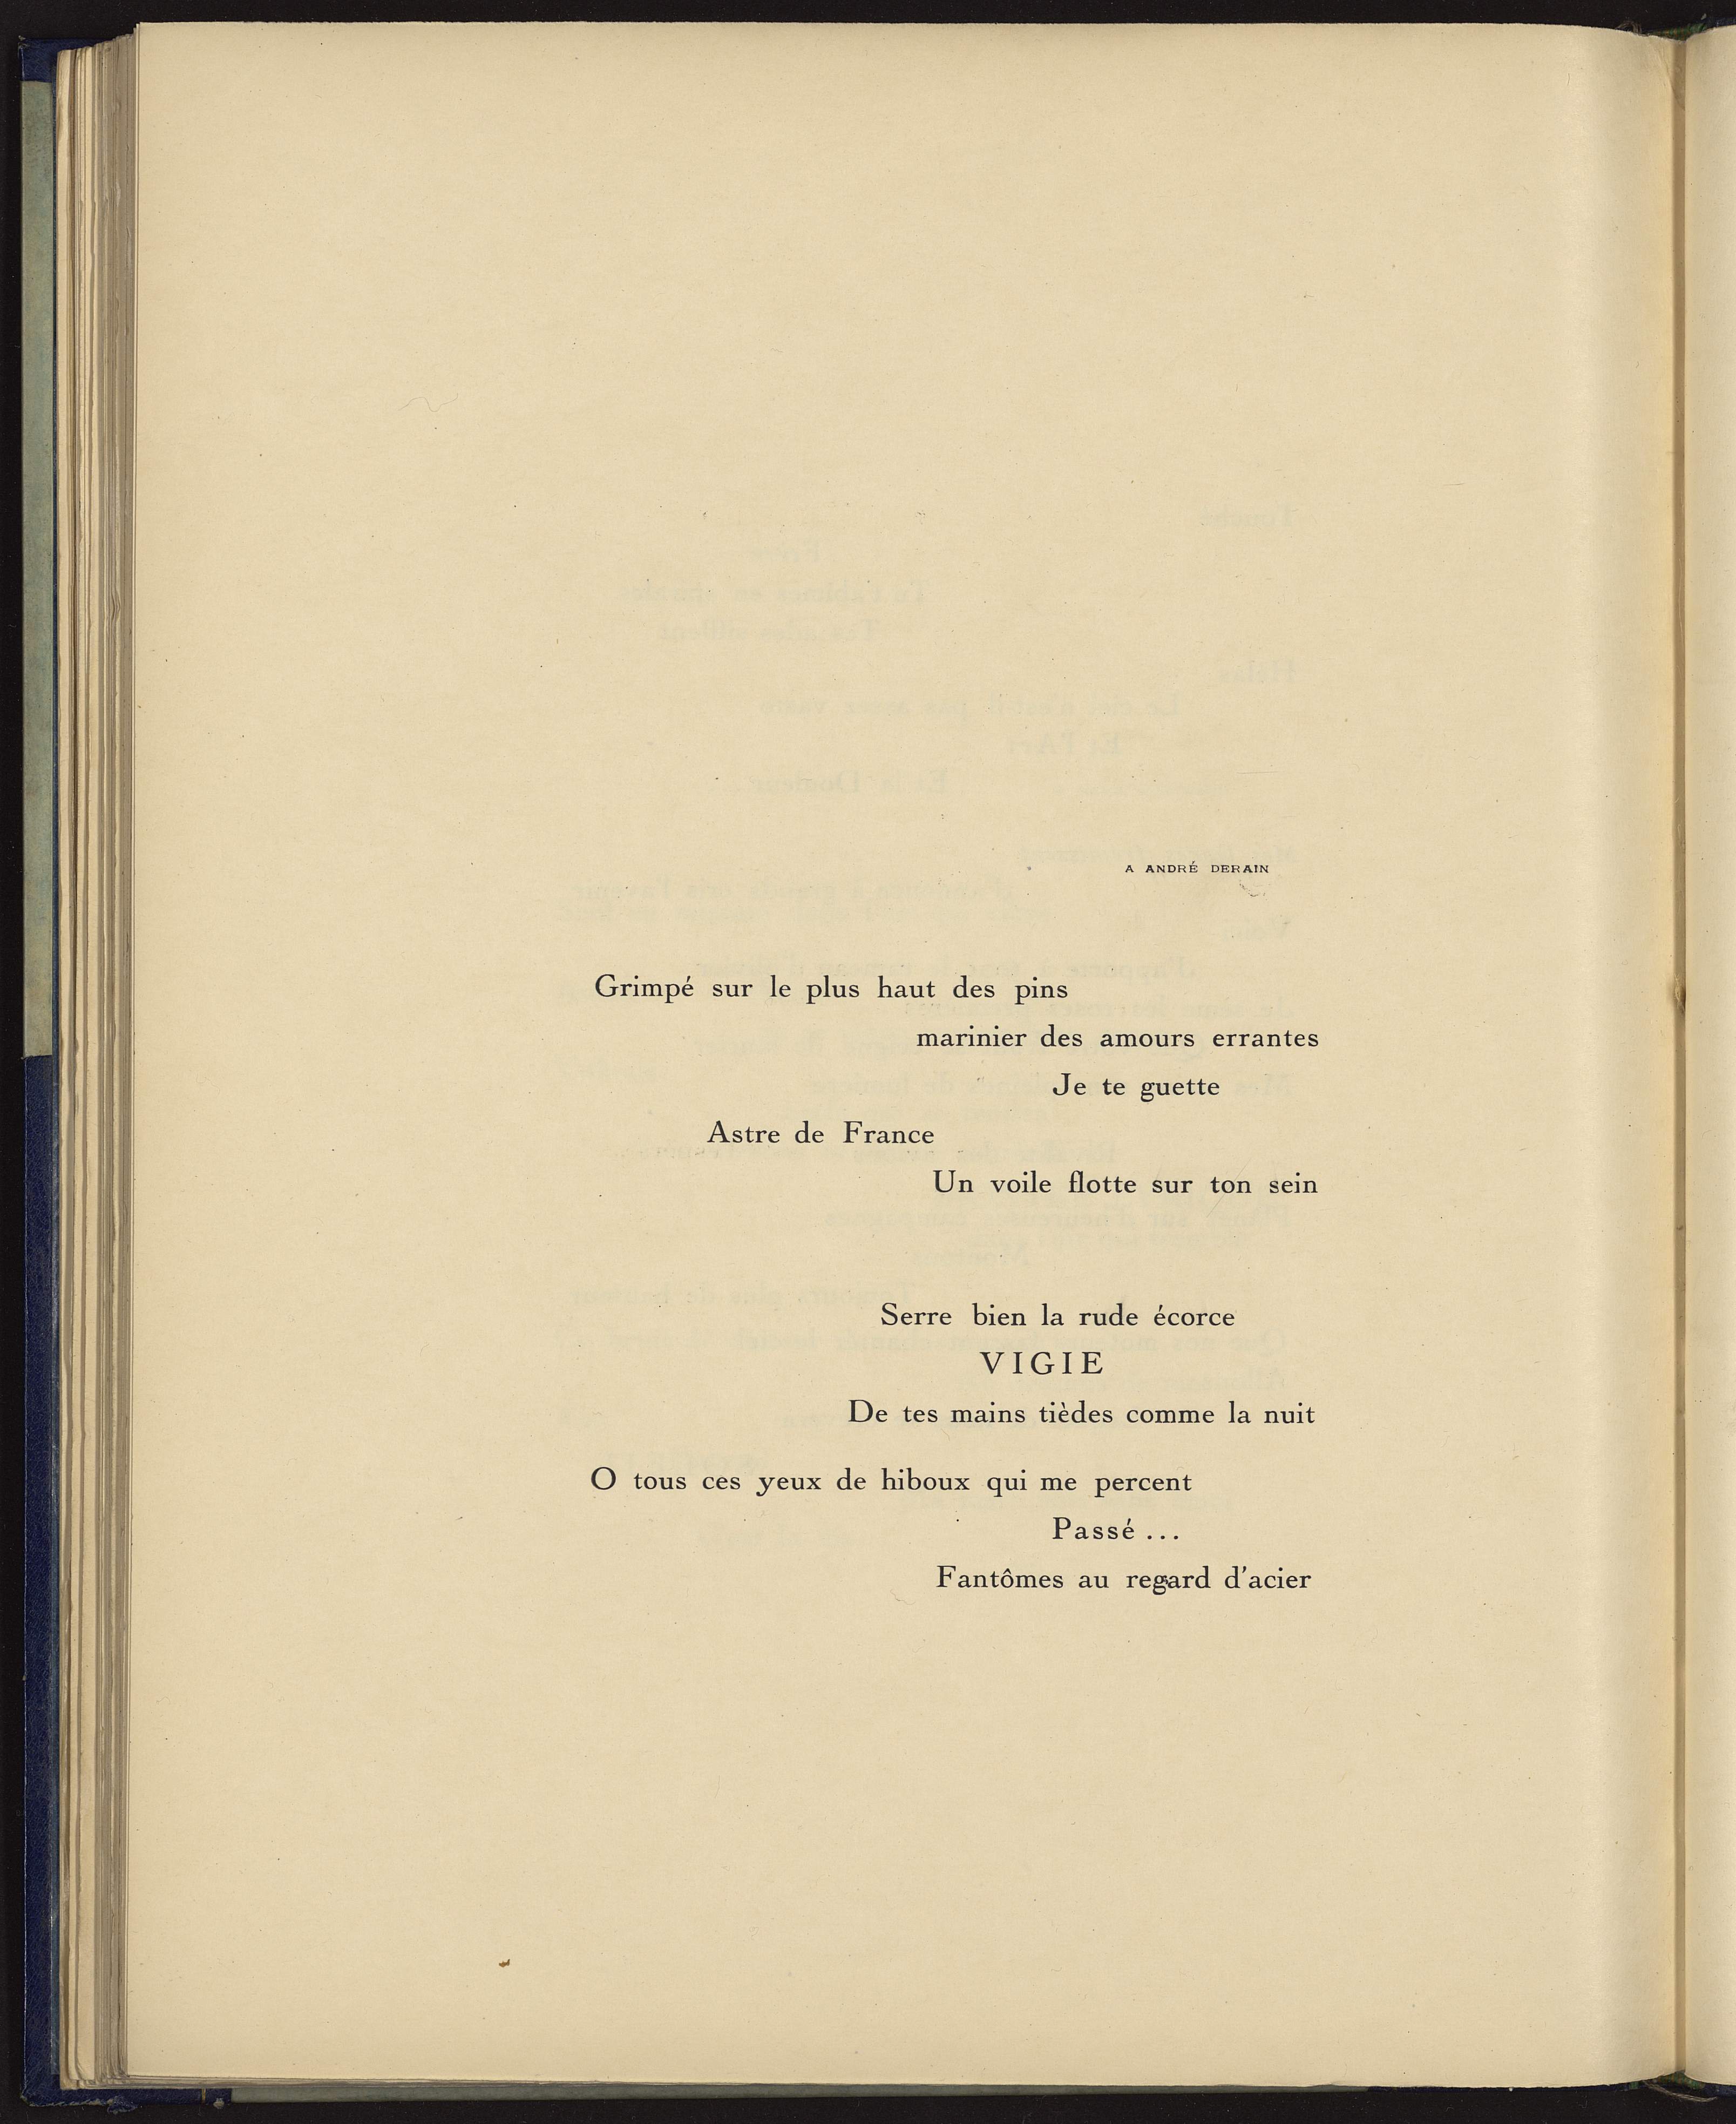 A ANDRÉ DERAIN
Grimpé sur le plus haut des pins
marinier des amours errantes
Je te guette
Astre de France
Un voile flotte sur ton sein
Serre bien la rude écorce
VIGIE
De tes mains tièdes comme la nuit
O tous ces yeux de hiboux qui me percent
Passé ...
Fantômes au regard d'acier